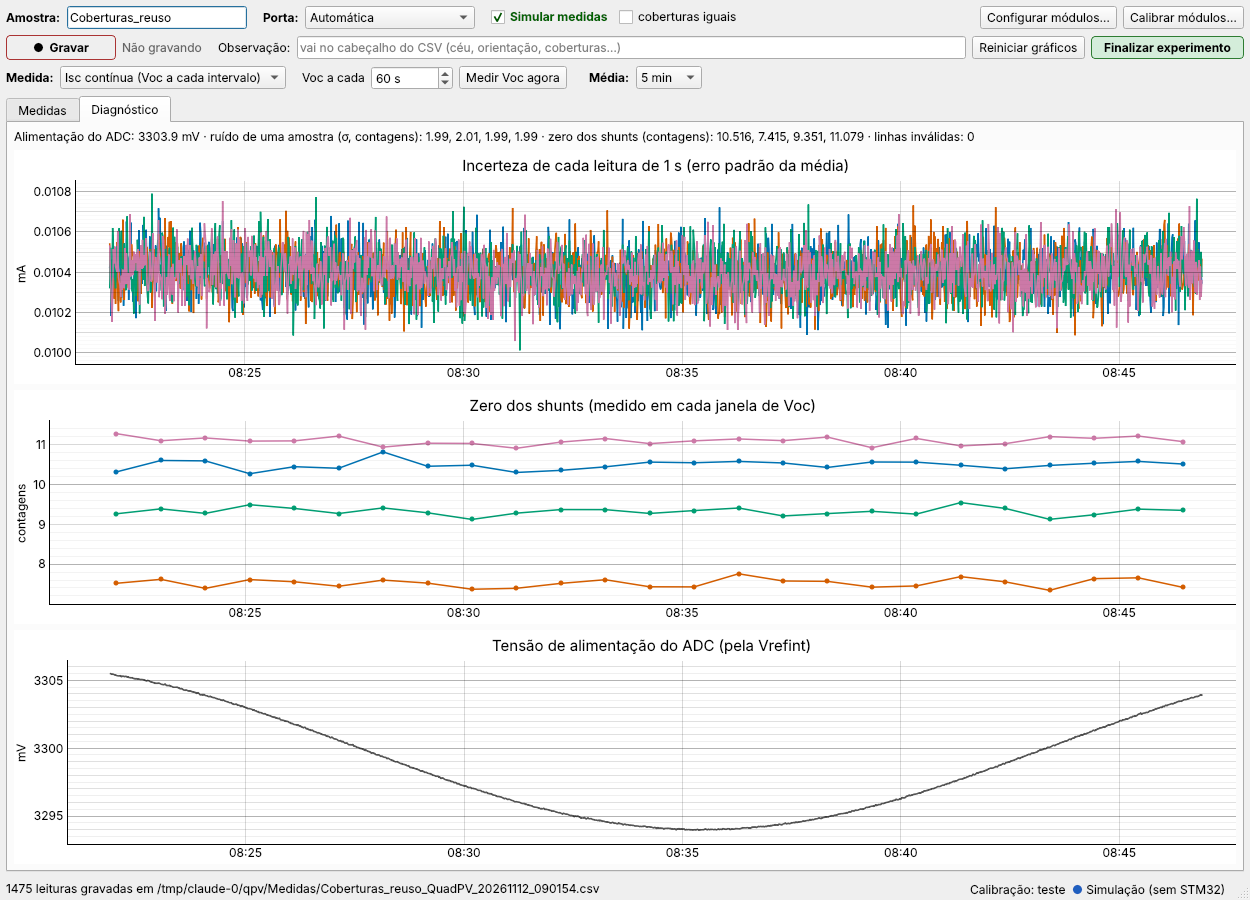 Amostra: Coberturas_reuso Porta: Automática Simular medidas coberturas iguais Configurar módulos... Calibrar módulos...
Gravar Não gravando Observação: vai no cabeçalho do CSV (céu, orientação, coberturas...) Reiniciar gráficos Finalizar experimento
Medida: Isc contínua (Voc a cada intervalo) Voc a cada 60 s Medir Voc agora Média: 5 min
Medidas Diagnóstico
Alimentação do ADC: 3303.9 mV · ruído de uma amostra (σ, contagens): 1.99, 2.01, 1.99, 1.99 · zero dos shunts (contagens): 10.516, 7.415, 9.351, 11.079 · linhas inválidas: 0
Incerteza de cada leitura de 1 s (erro padrão da média)
0.0108
0.0106
0.0104
0.0102
0.0100
mA
08:25 08:30 08:35 08:40 08:45
Zero dos shunts (medido em cada janela de Voc)
11
10
9
8
contagens
08:25 08:30 08:35 08:40 08:45
Tensão de alimentação do ADC (pela Vrefint)
3305
3300
3295
mV
08:25 08:30 08:35 08:40 08:45
1475 leituras gravadas em /tmp/claude-0/qpv/Medidas/Coberturas_reuso_QuadPV_20261112_090154.csv Calibração: teste Simulação (sem STM32)